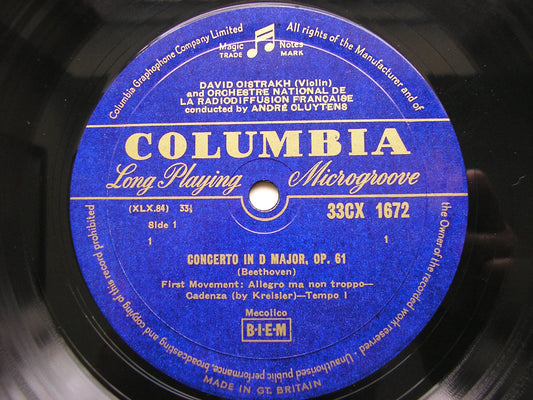 Columbia Graphophone Company Limited
All rights of the Manufacturer and of
the Owner of the recorded work reserved
Unauthorised public performance, broadcasting and copying of this record prohibited
Magic Notes
TRADE MARK
DAVID OISTRAKH (Violin)
and ORCHESTRE NATIONAL DE
LA RADIODIFFUSION FRANÇAISE
conducted by ANDRÉ CLUYTENS
COLUMBIA
Long Playing Microgroove
(XLX.84) 33⅓
33CX 1672
Side 1
1 1
CONCERTO IN D MAJOR, OP. 61
(Beethoven)
First Movement: Allegro ma non troppo—
Cadenza (by Kreisler)—Tempo I
Mecolico
B·I·E·M
MADE IN GT. BRITAIN